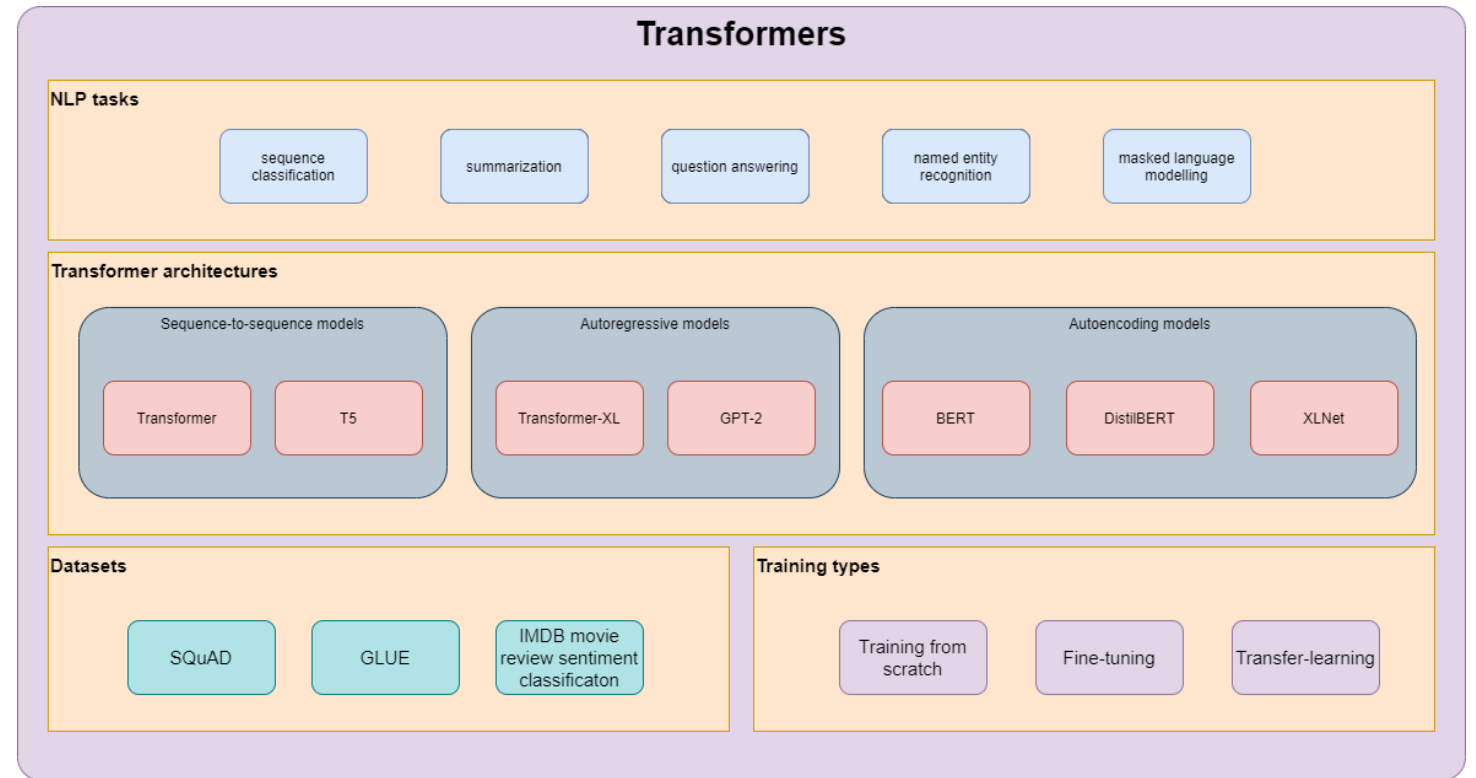 Transformers
NLP tasks
sequence
classification
summarization
question answering
named entity
recognition
masked language
modelling
Transformer architectures
Sequence-to-sequence models
Transformer
T5
Autoregressive models
Transformer-XL
GPT-2
Autoencoding models
BERT
DistilBERT
XLNet
Datasets
SQuAD
GLUE
IMDB movie
review sentiment
classificaton
Training types
Training from
scratch
Fine-tuning
Transfer-learning